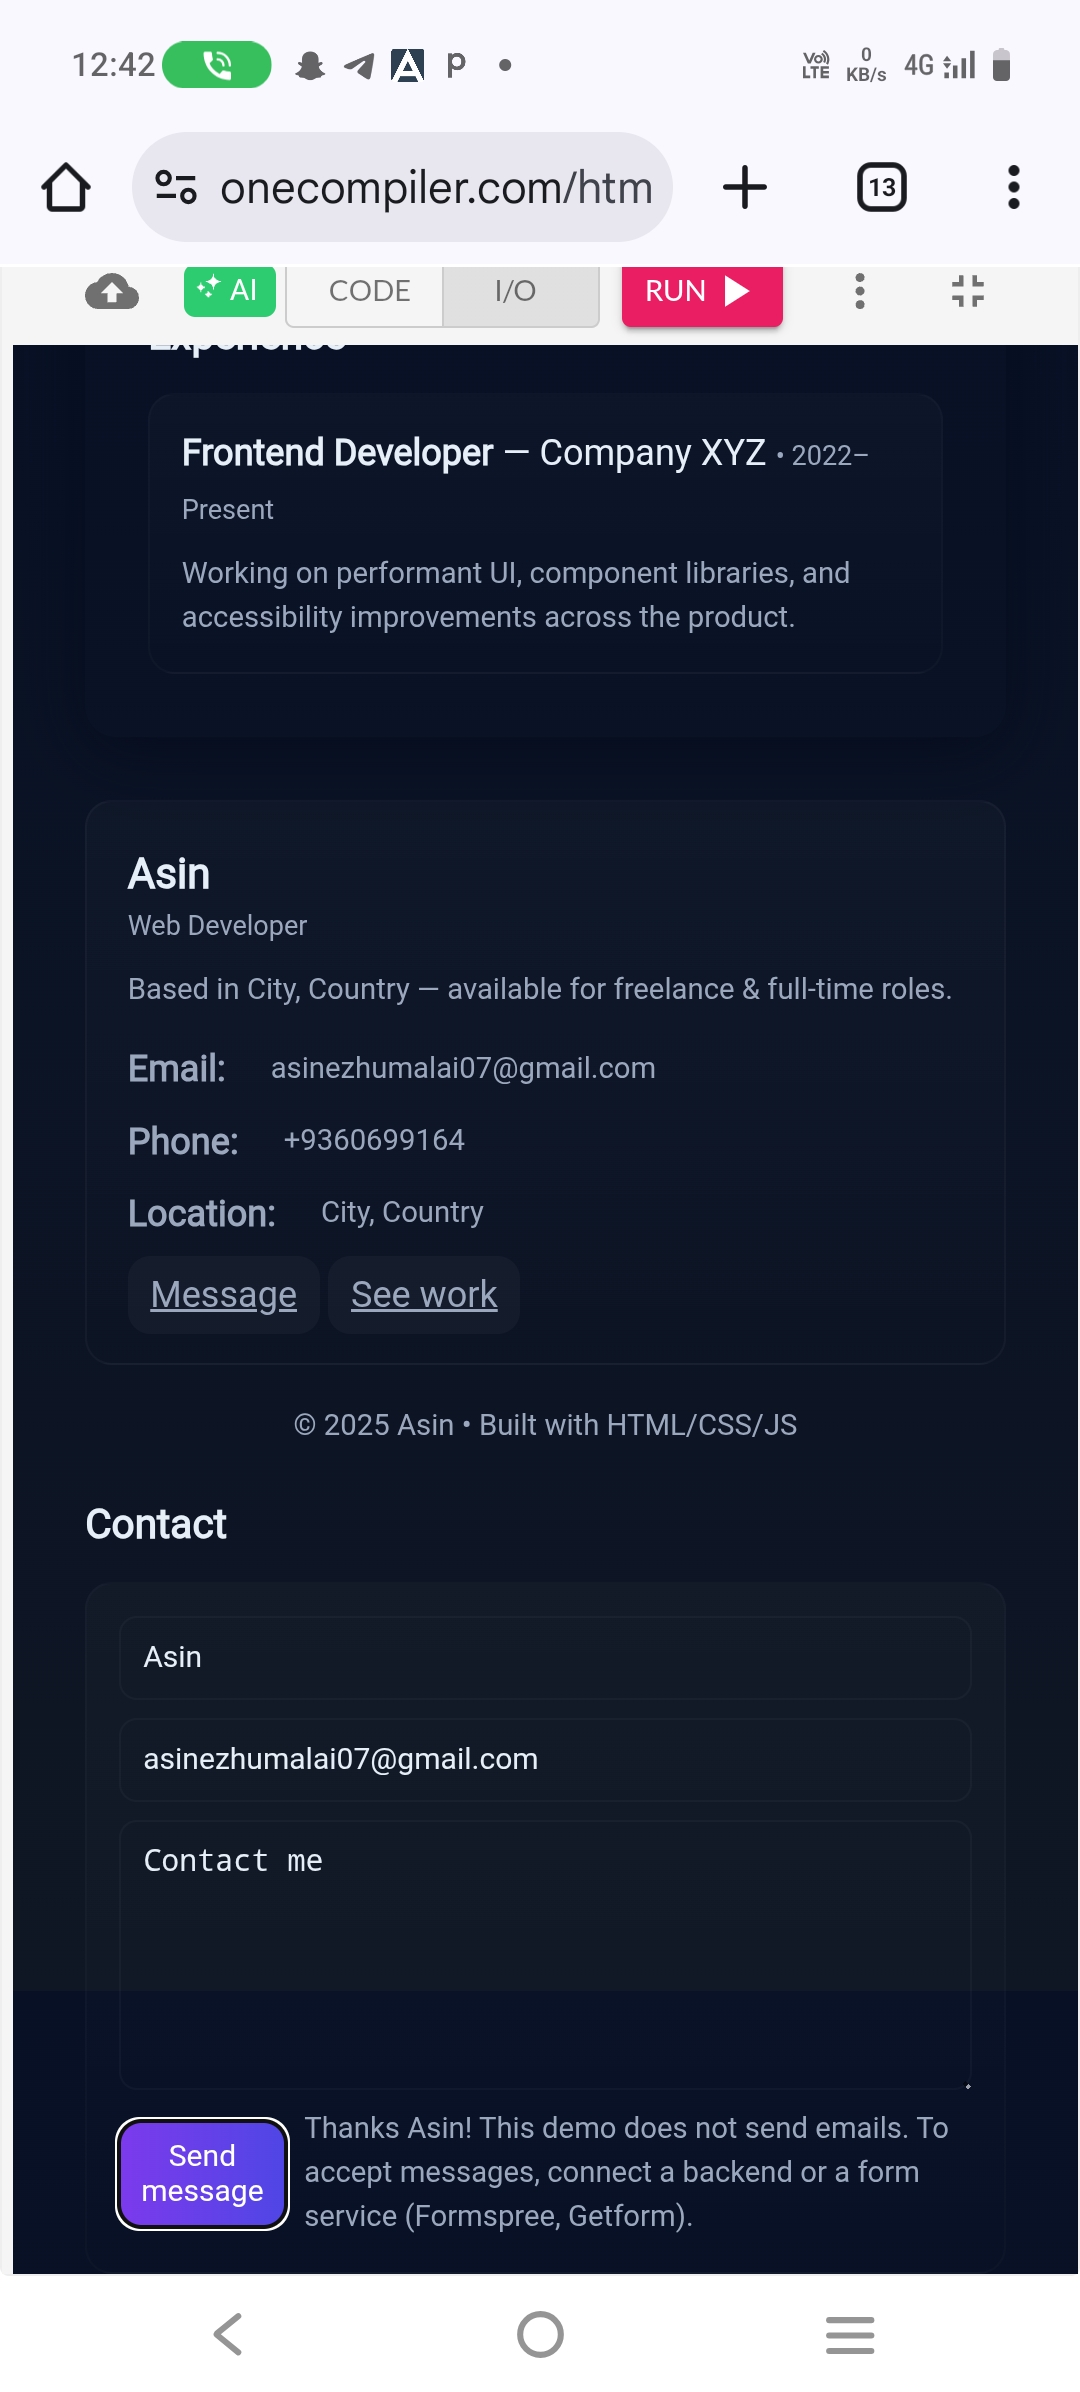 12:42
Vo)) LTE
0 KB/s
4G
onecompiler.com/htm
13
AI
CODE
I/O
RUN
Experience
Frontend Developer — Company XYZ • 2022–
Present
Working on performant UI, component libraries, and
accessibility improvements across the product.
Asin
Web Developer
Based in City, Country — available for freelance & full-time roles.
Email: asinezhumalai07@gmail.com
Phone: +9360699164
Location: City, Country
Message See work
© 2025 Asin • Built with HTML/CSS/JS
Contact
Asin
asinezhumalai07@gmail.com
Contact me
Send
message
Thanks Asin! This demo does not send emails. To
accept messages, connect a backend or a form
service (Formspree, Getform).